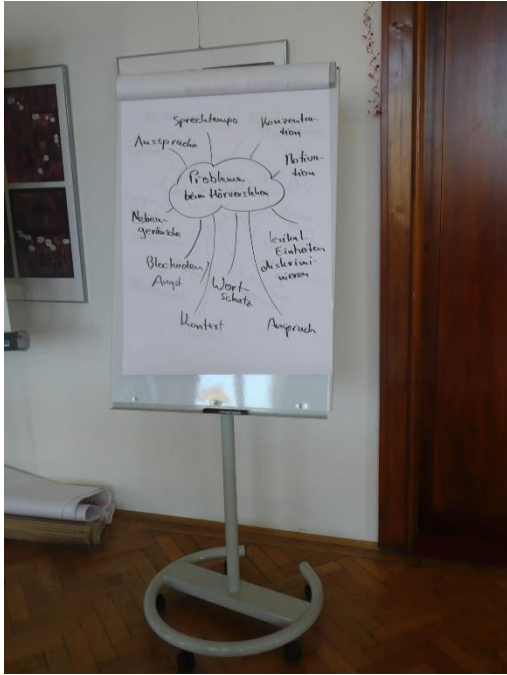 Sprechtempo
Konzentra-
tion
Aussprache
Motiva-
tion
Probleme
beim Hörverstehen
Neben-
geräusche
lexikal.
Einheiten
diskrimi-
nieren
Blockaden
Angst
Wort
schatz
Kontext
Anspruch